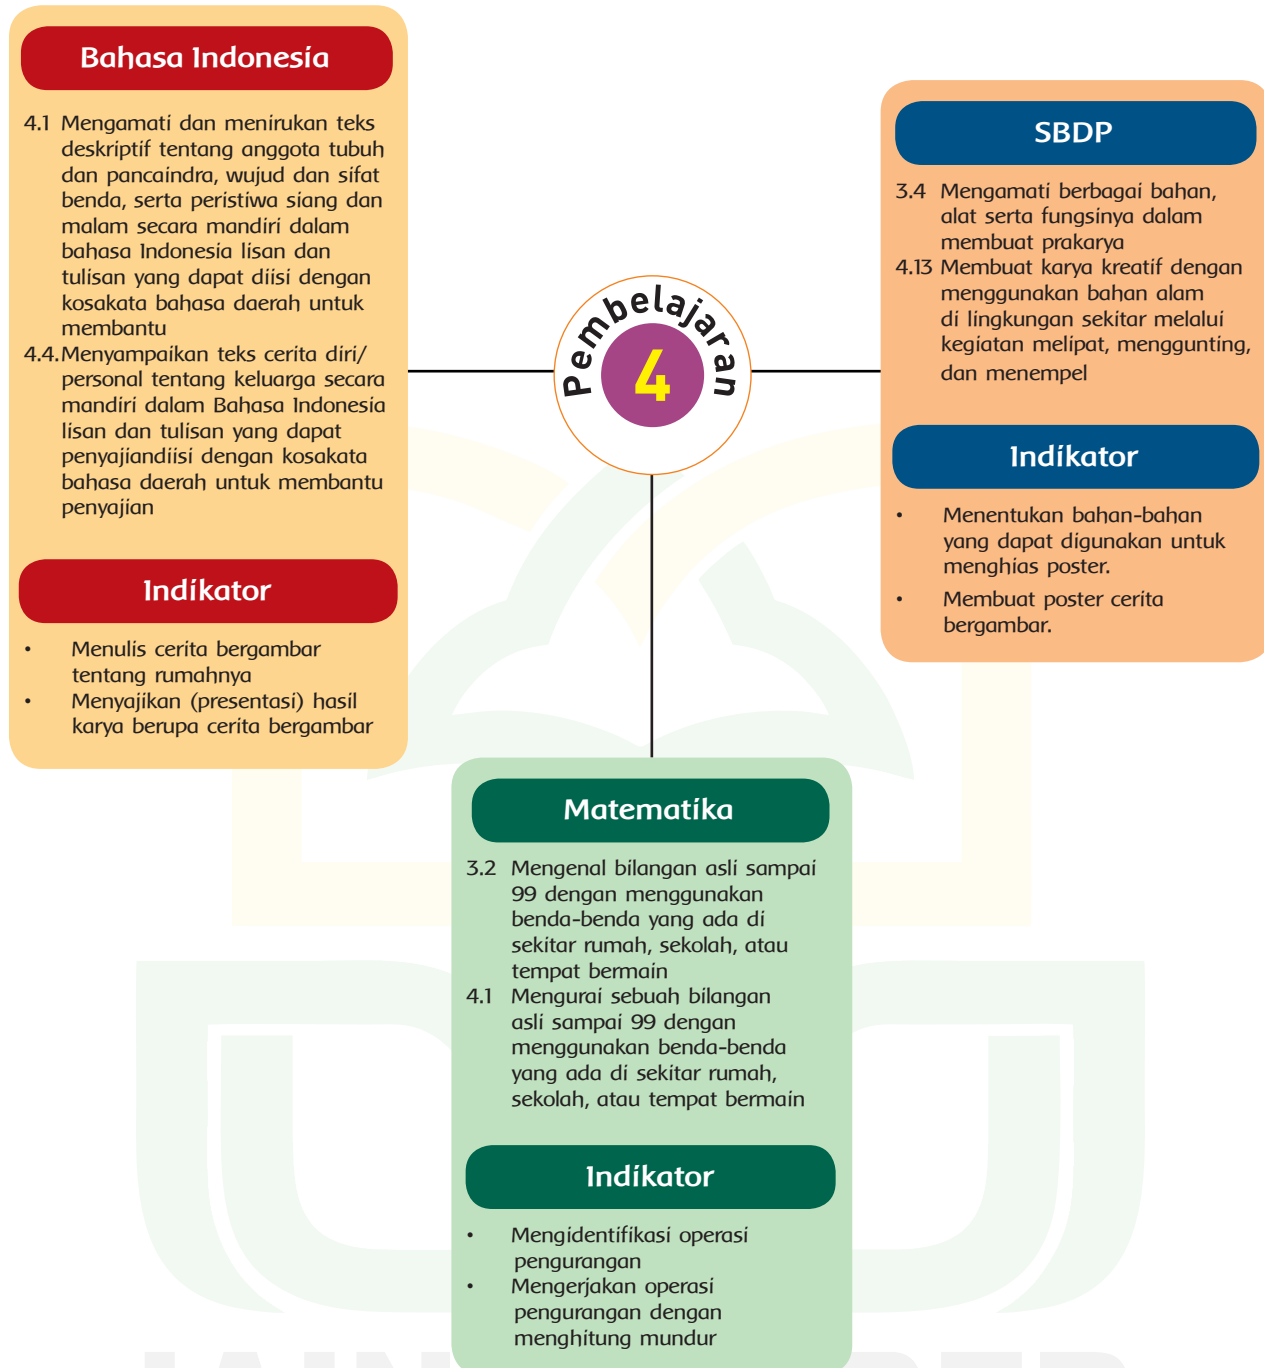 Bahasa Indonesia
4.1 Mengamati dan menirukan teks
deskriptif tentang anggota tubuh
dan pancaindra, wujud dan sifat
benda, serta peristiwa siang dan
malam secara mandiri dalam
bahasa Indonesia lisan dan
tulisan yang dapat diisi dengan
kosakata bahasa daerah untuk
membantu
4.4.Menyampaikan teks cerita diri/
personal tentang keluarga secara
mandiri dalam Bahasa Indonesia
lisan dan tulisan yang dapat
penyajiandiisi dengan kosakata
bahasa daerah untuk membantu
penyajian
Indikator
• Menulis cerita bergambar
tentang rumahnya
• Menyajikan (presentasi) hasil
karya berupa cerita bergambar
Pembelajaran
4
SBDP
3.4 Mengamati berbagai bahan,
alat serta fungsinya dalam
membuat prakarya
4.13 Membuat karya kreatif dengan
menggunakan bahan alam
di lingkungan sekitar melalui
kegiatan melipat, menggunting,
dan menempel
Indikator
• Menentukan bahan-bahan
yang dapat digunakan untuk
menghias poster.
• Membuat poster cerita
bergambar.
Matematika
3.2 Mengenal bilangan asli sampai
99 dengan menggunakan
benda-benda yang ada di
sekitar rumah, sekolah, atau
tempat bermain
4.1 Mengurai sebuah bilangan
asli sampai 99 dengan
menggunakan benda-benda
yang ada di sekitar rumah,
sekolah, atau tempat bermain
Indikator
• Mengidentifikasi operasi
pengurangan
• Mengerjakan operasi
pengurangan dengan
menghitung mundur